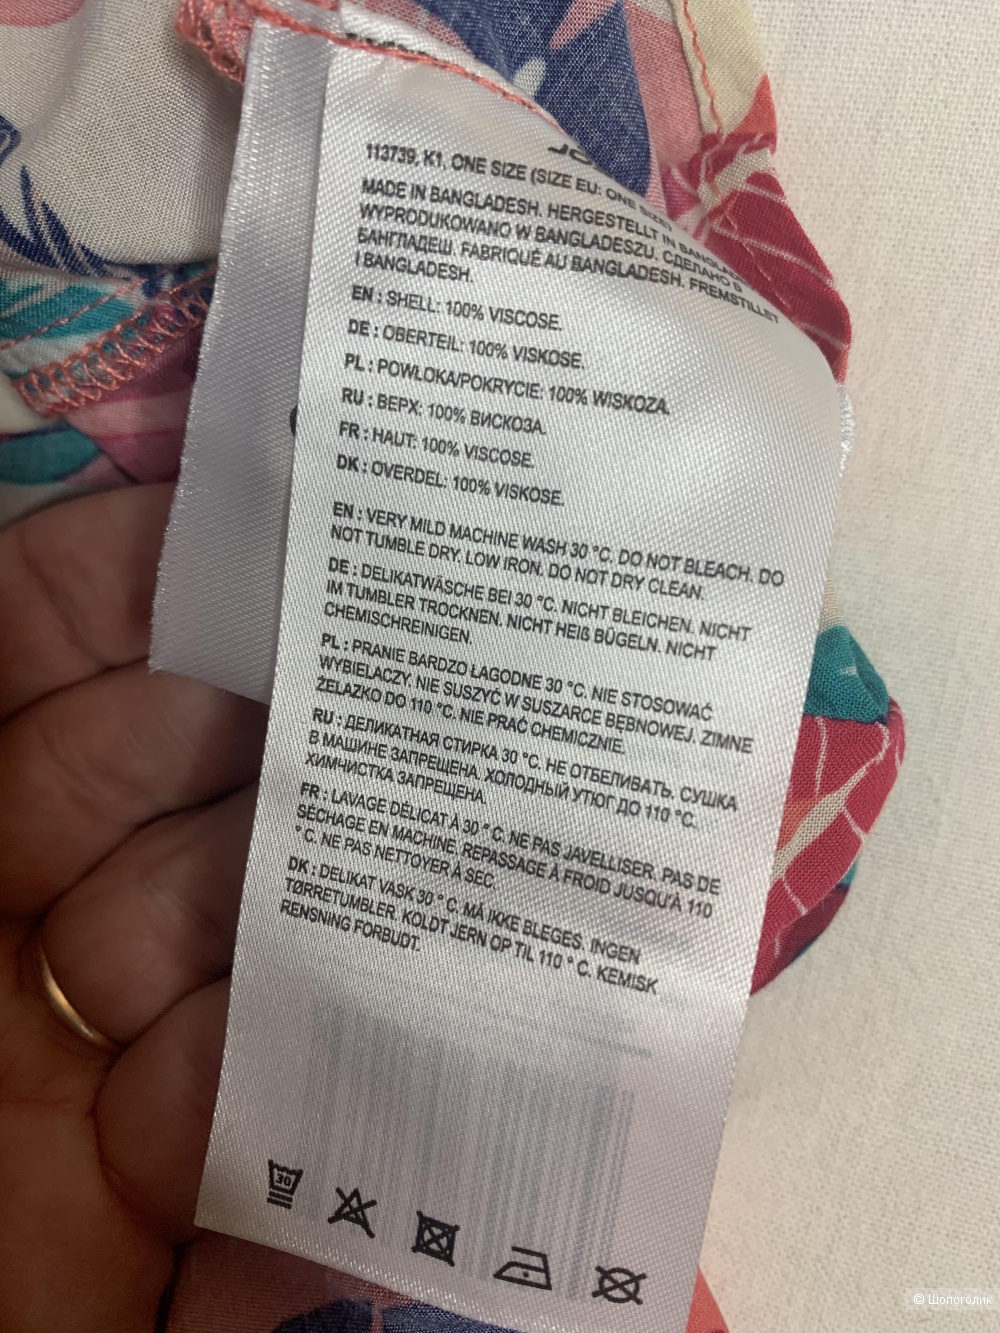 113739, K1, ONE SIZE (SIZE EU: ONE SIZE)
MADE IN BANGLADESH. HERGESTELLT IN BANGLADESH.
WYPRODUKOWANO W BANGLADESZU. СДЕЛАНО В
БАНГЛАДЕШ. FABRIQUÉ AU BANGLADESH. FREMSTILLET
I BANGLADESH.
EN : SHELL: 100% VISCOSE.
DE : OBERTEIL: 100% VISKOSE.
PL : POWŁOKA/POKRYCIE: 100% WISKOZA.
RU : ВЕРХ: 100% ВИСКОЗА.
FR : HAUT: 100% VISCOSE.
DK : OVERDEL: 100% VISKOSE.
EN : VERY MILD MACHINE WASH 30 °C. DO NOT BLEACH. DO
NOT TUMBLE DRY. LOW IRON. DO NOT DRY CLEAN.
DE : DELIKATWÄSCHE BEI 30 °C. NICHT BLEICHEN. NICHT
IM TUMBLER TROCKNEN. NICHT HEIß BÜGELN. NICHT
CHEMISCHREINIGEN.
PL : PRANIE BARDZO ŁAGODNE 30 °C. NIE STOSOWAĆ
WYBIELACZY. NIE SUSZYĆ W SUSZARCE BĘBNOWEJ. ZIMNE
ŻELAZKO DO 110 °C. NIE PRAĆ CHEMICZNIE.
RU : ДЕЛИКАТНАЯ СТИРКА 30 °C. НЕ ОТБЕЛИВАТЬ. СУШКА
В МАШИНЕ ЗАПРЕЩЕНА. ХОЛОДНЫЙ УТЮГ ДО 110 °C.
ХИМЧИСТКА ЗАПРЕЩЕНА.
FR : LAVAGE DÉLICAT À 30 ° C. NE PAS JAVELLISER. PAS DE
SÉCHAGE EN MACHINE. REPASSAGE À FROID JUSQU'À 110
° C. NE PAS NETTOYER À SEC.
DK : DELIKAT VASK 30 ° C. MÅ IKKE BLEGES. INGEN
TØRRETUMBLER. KOLDT JERN OP TIL 110 ° C. KEMISK
RENSNING FORBUDT.
30
© Шопоголик